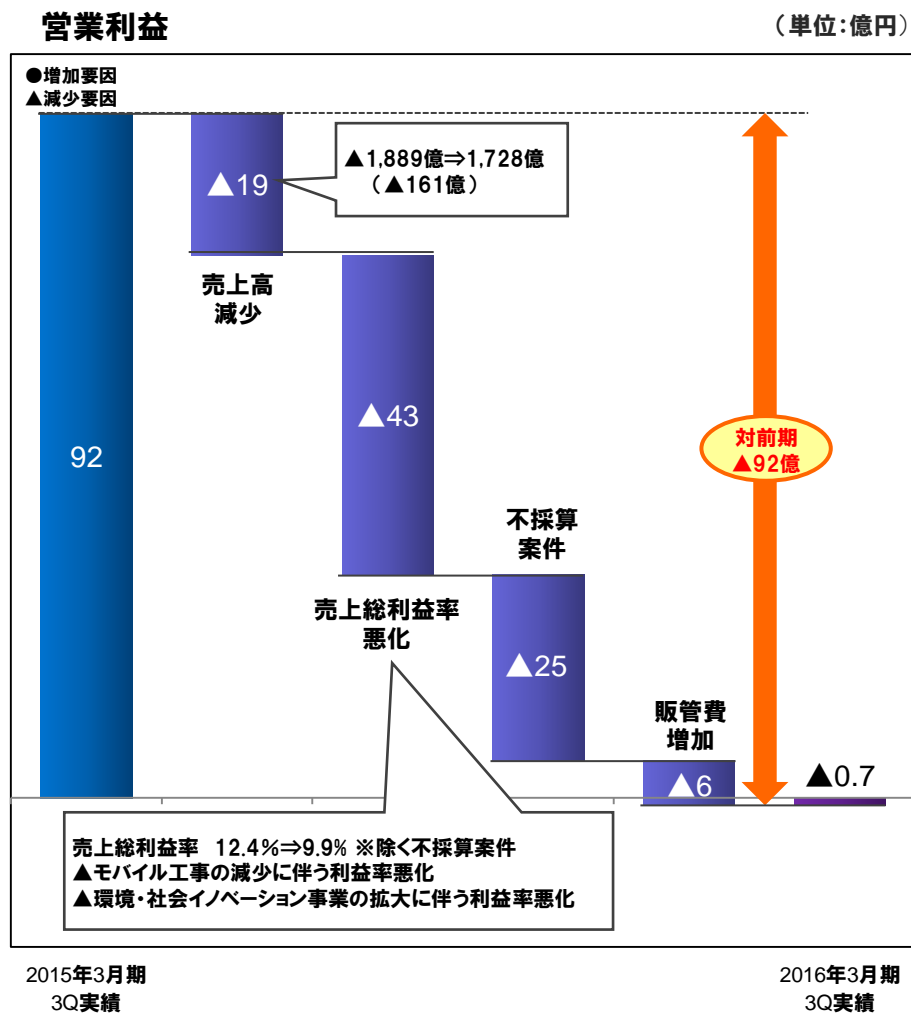 営業利益
（単位：億円）
●増加要因
▲減少要因
▲19
▲1,889億⇒1,728億
（▲161億）
売上高
減少
▲43
92
対前期
▲92億
不採算
案件
売上総利益率
悪化
▲25
販管費
増加
▲6
▲0.7
売上総利益率 12.4%⇒9.9% ※除く不採算案件
▲モバイル工事の減少に伴う利益率悪化
▲環境・社会イノベーション事業の拡大に伴う利益率悪化
2015年3月期
3Q実績
2016年3月期
3Q実績